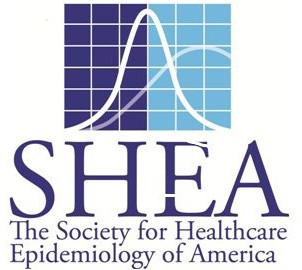 SHEA
The Society for Healthcare
Epidemiology of America